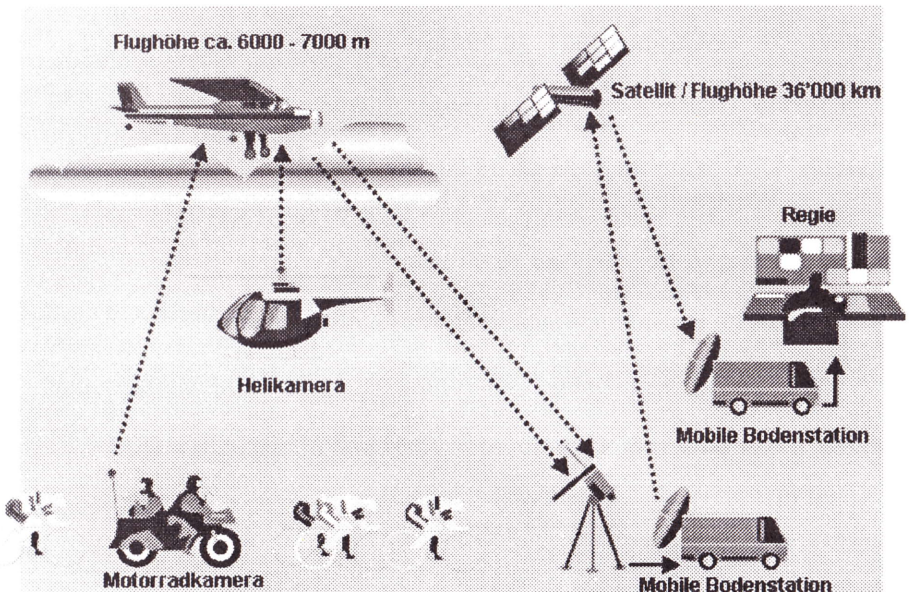 Flughöhe ca. 6000 - 7000 m
Satellit / Flughöhe 36'000 km
Regie
Helikamera
Mobile Bodenstation
Motorradkamera
Mobile Bodenstation